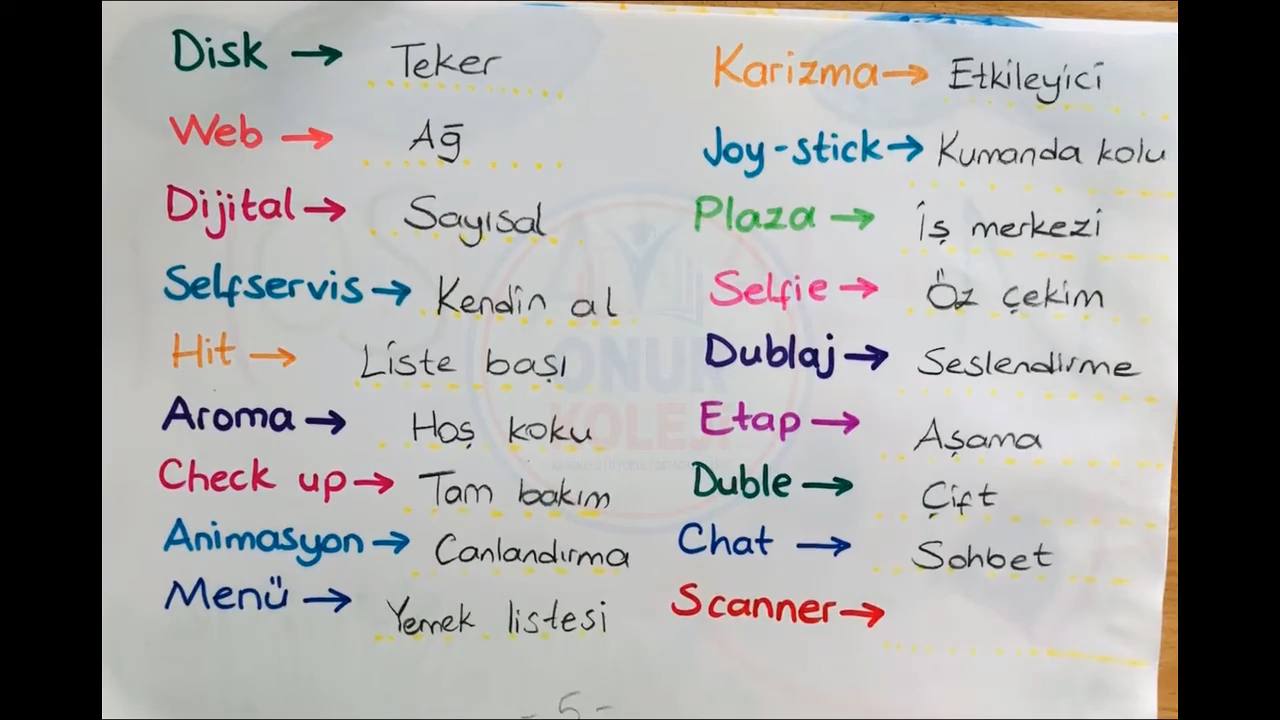 Disk → Teker
Web → Ağ
Dijital → Sayısal
Selfservis → Kendin al
Hit → Liste başı
Aroma → Hoş koku
Check up → Tam bakım
Animasyon → Canlandırma
Menü → Yemek listesi
Karizma → Etkileyici
Joy-stick → Kumanda kolu
Plaza → İş merkezi
Selfie → Öz çekim
Dublaj → Seslendirme
Etap → Aşama
Duble → Çift
Chat → Sohbet
Scanner →
ONUR
KOLEJİ
-5-